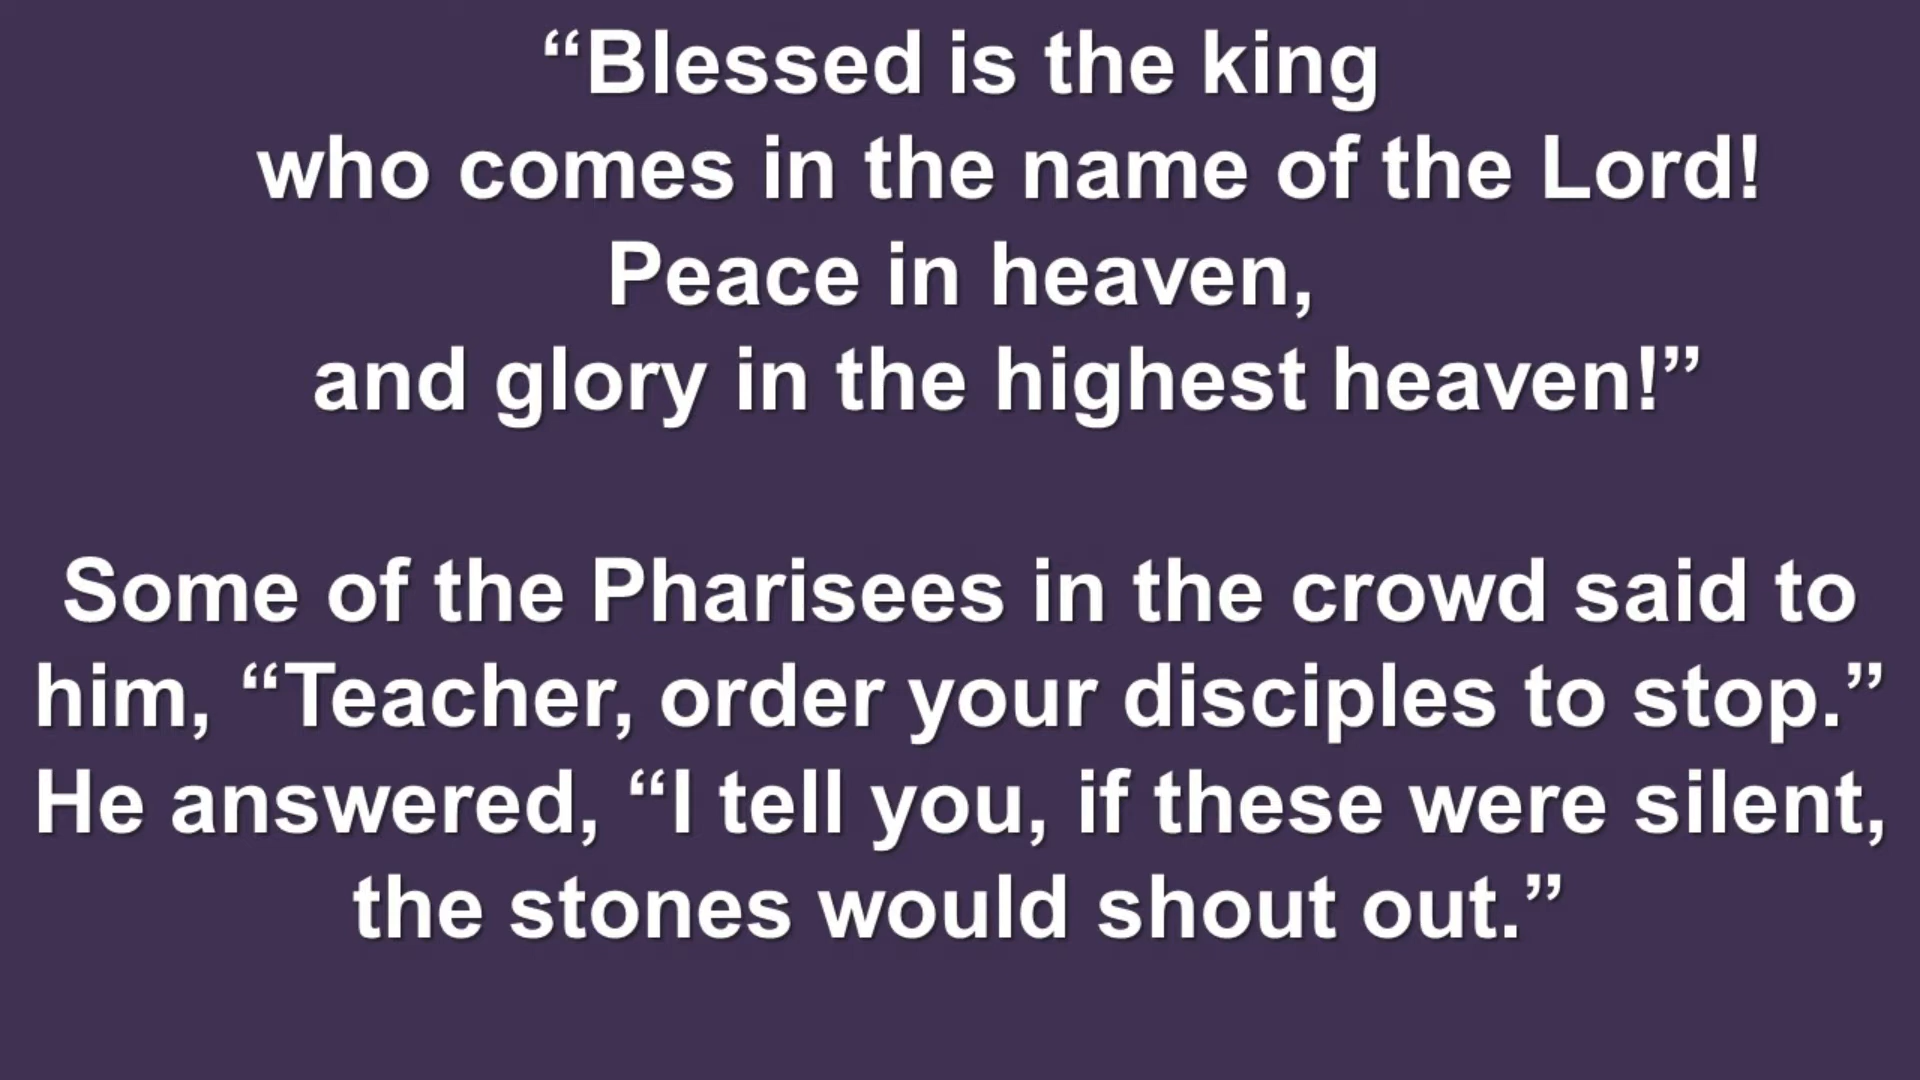 “Blessed is the king
who comes in the name of the Lord!
Peace in heaven,
and glory in the highest heaven!”
Some of the Pharisees in the crowd said to
him, “Teacher, order your disciples to stop.”
He answered, “I tell you, if these were silent,
the stones would shout out.”